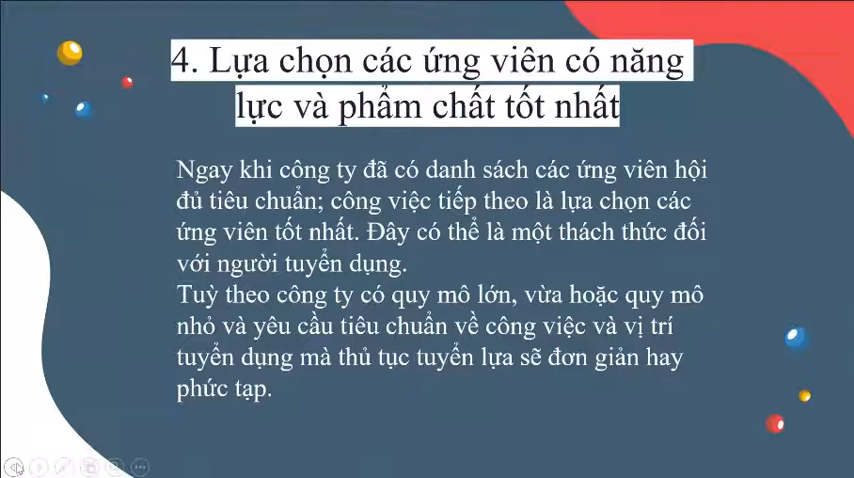 4. Lựa chọn các ứng viên có năng
lực và phẩm chất tốt nhất
Ngay khi công ty đã có danh sách các ứng viên hội
đủ tiêu chuẩn; công việc tiếp theo là lựa chọn các
ứng viên tốt nhất. Đây có thể là một thách thức đối
với người tuyển dụng.
Tuỳ theo công ty có quy mô lớn, vừa hoặc quy mô
nhỏ và yêu cầu tiêu chuẩn về công việc và vị trí
tuyển dụng mà thủ tục tuyển lựa sẽ đơn giản hay
phức tạp.